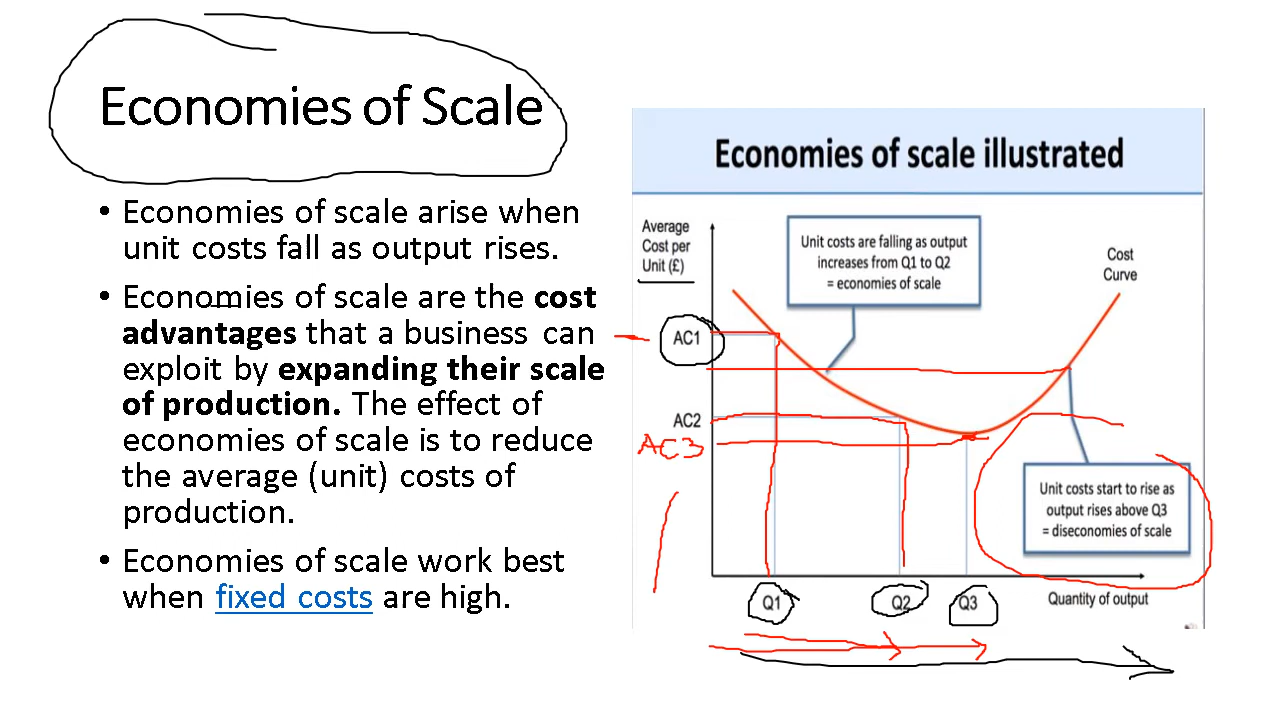 Economies of Scale
• Economies of scale arise when
unit costs fall as output rises.
• Economies of scale are the cost
advantages that a business can
exploit by expanding their scale
of production. The effect of
economies of scale is to reduce
the average (unit) costs of
production.
• Economies of scale work best
when fixed costs are high.
Economies of scale illustrated
Average
Cost per
Unit (£)
Unit costs are falling as output
increases from Q1 to Q2
= economies of scale
Cost
Curve
AC1
AC2
AC3
Unit costs start to rise as
output rises above Q3
= diseconomies of scale
Q1
Q2
Q3
Quantity of output